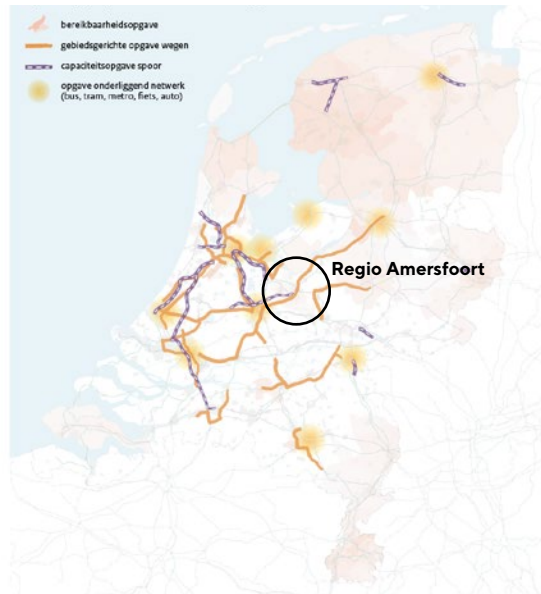 bereikbaarheidsopgave
gebiedsgerichte opgave wegen
capaciteitsopgave spoor
opgave onderliggend netwerk
(bus, tram, metro, fiets, auto)
Regio Amersfoort